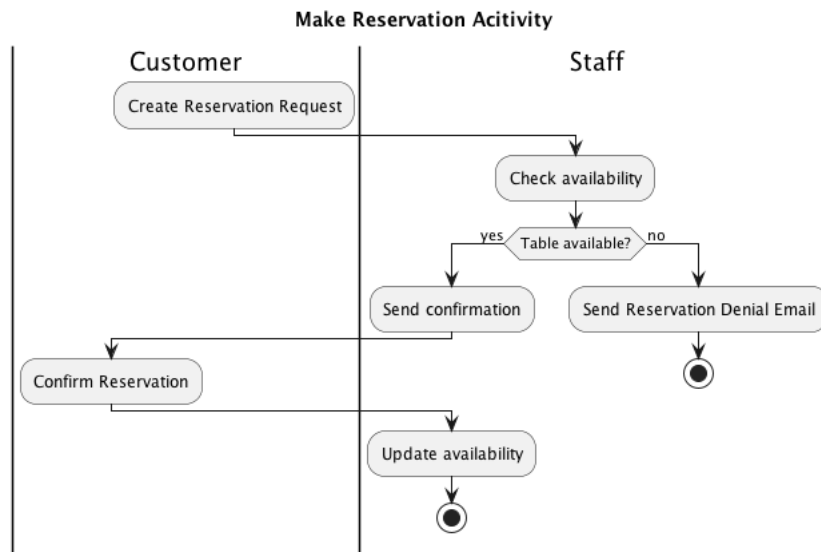 Make Reservation Acitivity
Customer
Staff
Create Reservation Request
Check availability
yes
Table available?
no
Send confirmation
Send Reservation Denial Email
Confirm Reservation
Update availability